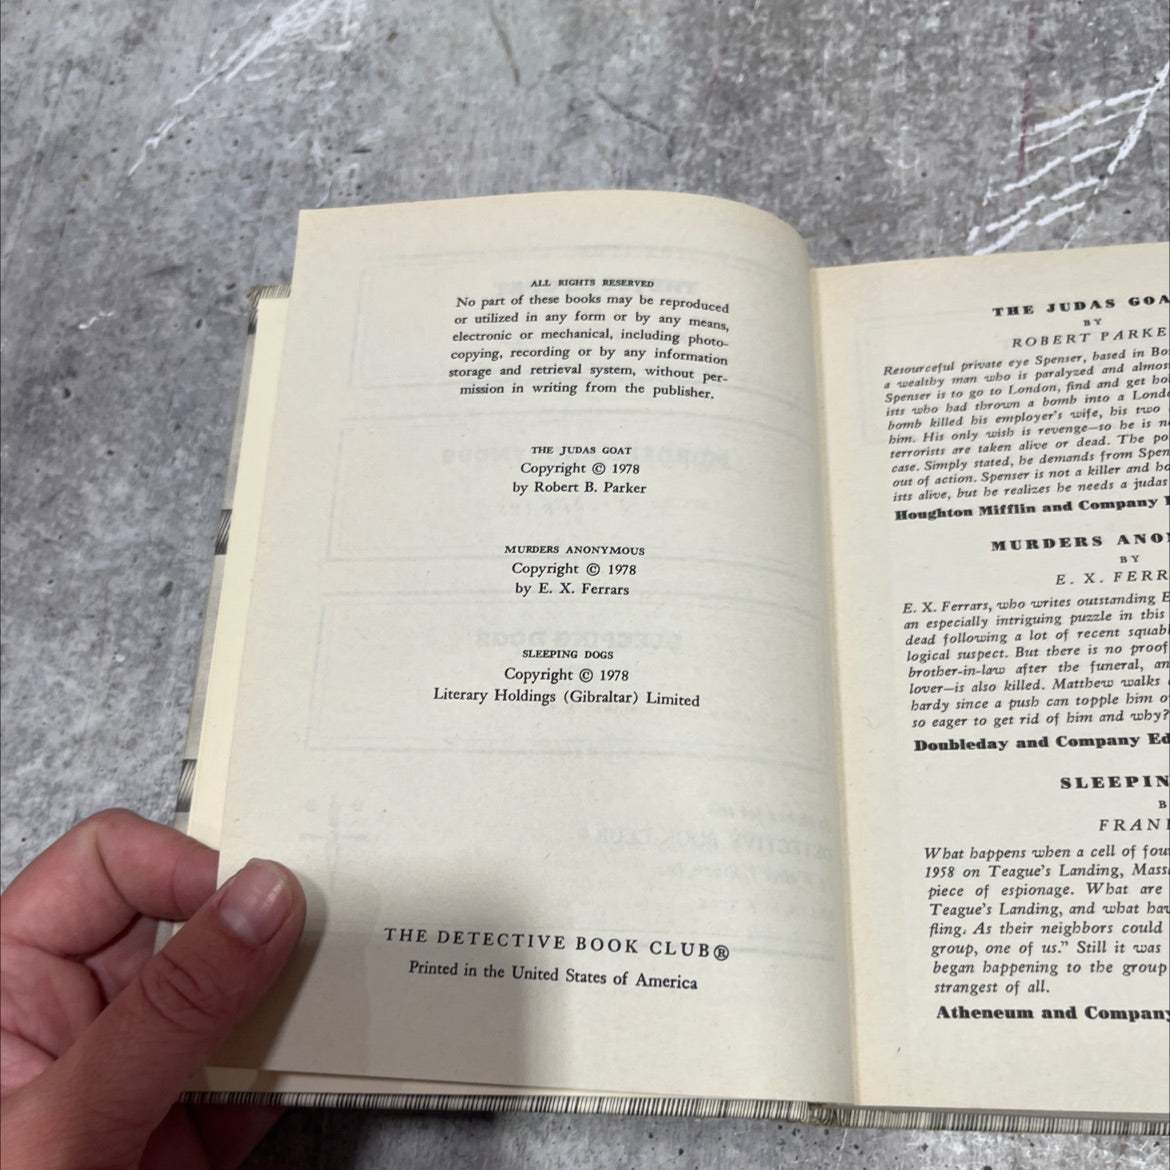 ALL RIGHTS RESERVED
No part of these books may be reproduced
or utilized in any form or by any means,
electronic or mechanical, including photo-
copying, recording or by any information
storage and retrieval system, without per-
mission in writing from the publisher.
THE JUDAS GOAT
Copyright © 1978
by Robert B. Parker
MURDERS ANONYMOUS
Copyright © 1978
by E. X. Ferrars
SLEEPING DOGS
Copyright © 1978
Literary Holdings (Gibraltar) Limited
THE DETECTIVE BOOK CLUB®
Printed in the United States of America
THE JUDAS GOA
BY
ROBERT PARKE
Resourceful private eye Spenser, based in Bo
a wealthy man who is paralyzed and almos
Spenser is to go to London, find and get bo
ists who had thrown a bomb into a Lond
bomb killed his employer's wife, his two
him. His only wish is revenge—so he is n
terrorists are taken alive or dead. The po
case. Simply stated, he demands from Spen
out of action. Spenser is not a killer and ho
ists alive, but he realizes he needs a judas
Houghton Mifflin and Company
MURDERS ANO
BY
E. X. FERR
E. X. Ferrars, who writes outstanding E
an especially intriguing puzzle in this
dead following a lot of recent squab
logical suspect. But there is no proof
brother-in-law after the funeral, an
lover—is also killed. Matthew walks
hardy since a push can topple him o
so eager to get rid of him and why?
Doubleday and Company Ed
SLEEPIN
B
FRAN
What happens when a cell of fou
1958 on Teague's Landing, Mass
piece of espionage. What are
Teague's Landing, and what hav
fling. As their neighbors could
group, one of us." Still it was
began happening to the group
strangest of all.
Atheneum and Company